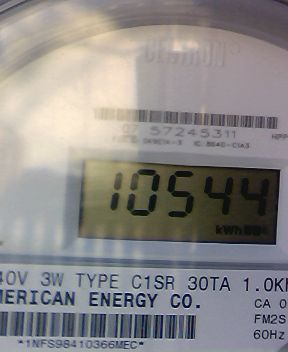 CENTRON
07 57245311
10544
kWh
40V 3W TYPE C1SR 30TA 1.0K
MERICAN ENERGY CO.
CA 0
FM2S
60Hz
*1NFS98410366MEC*